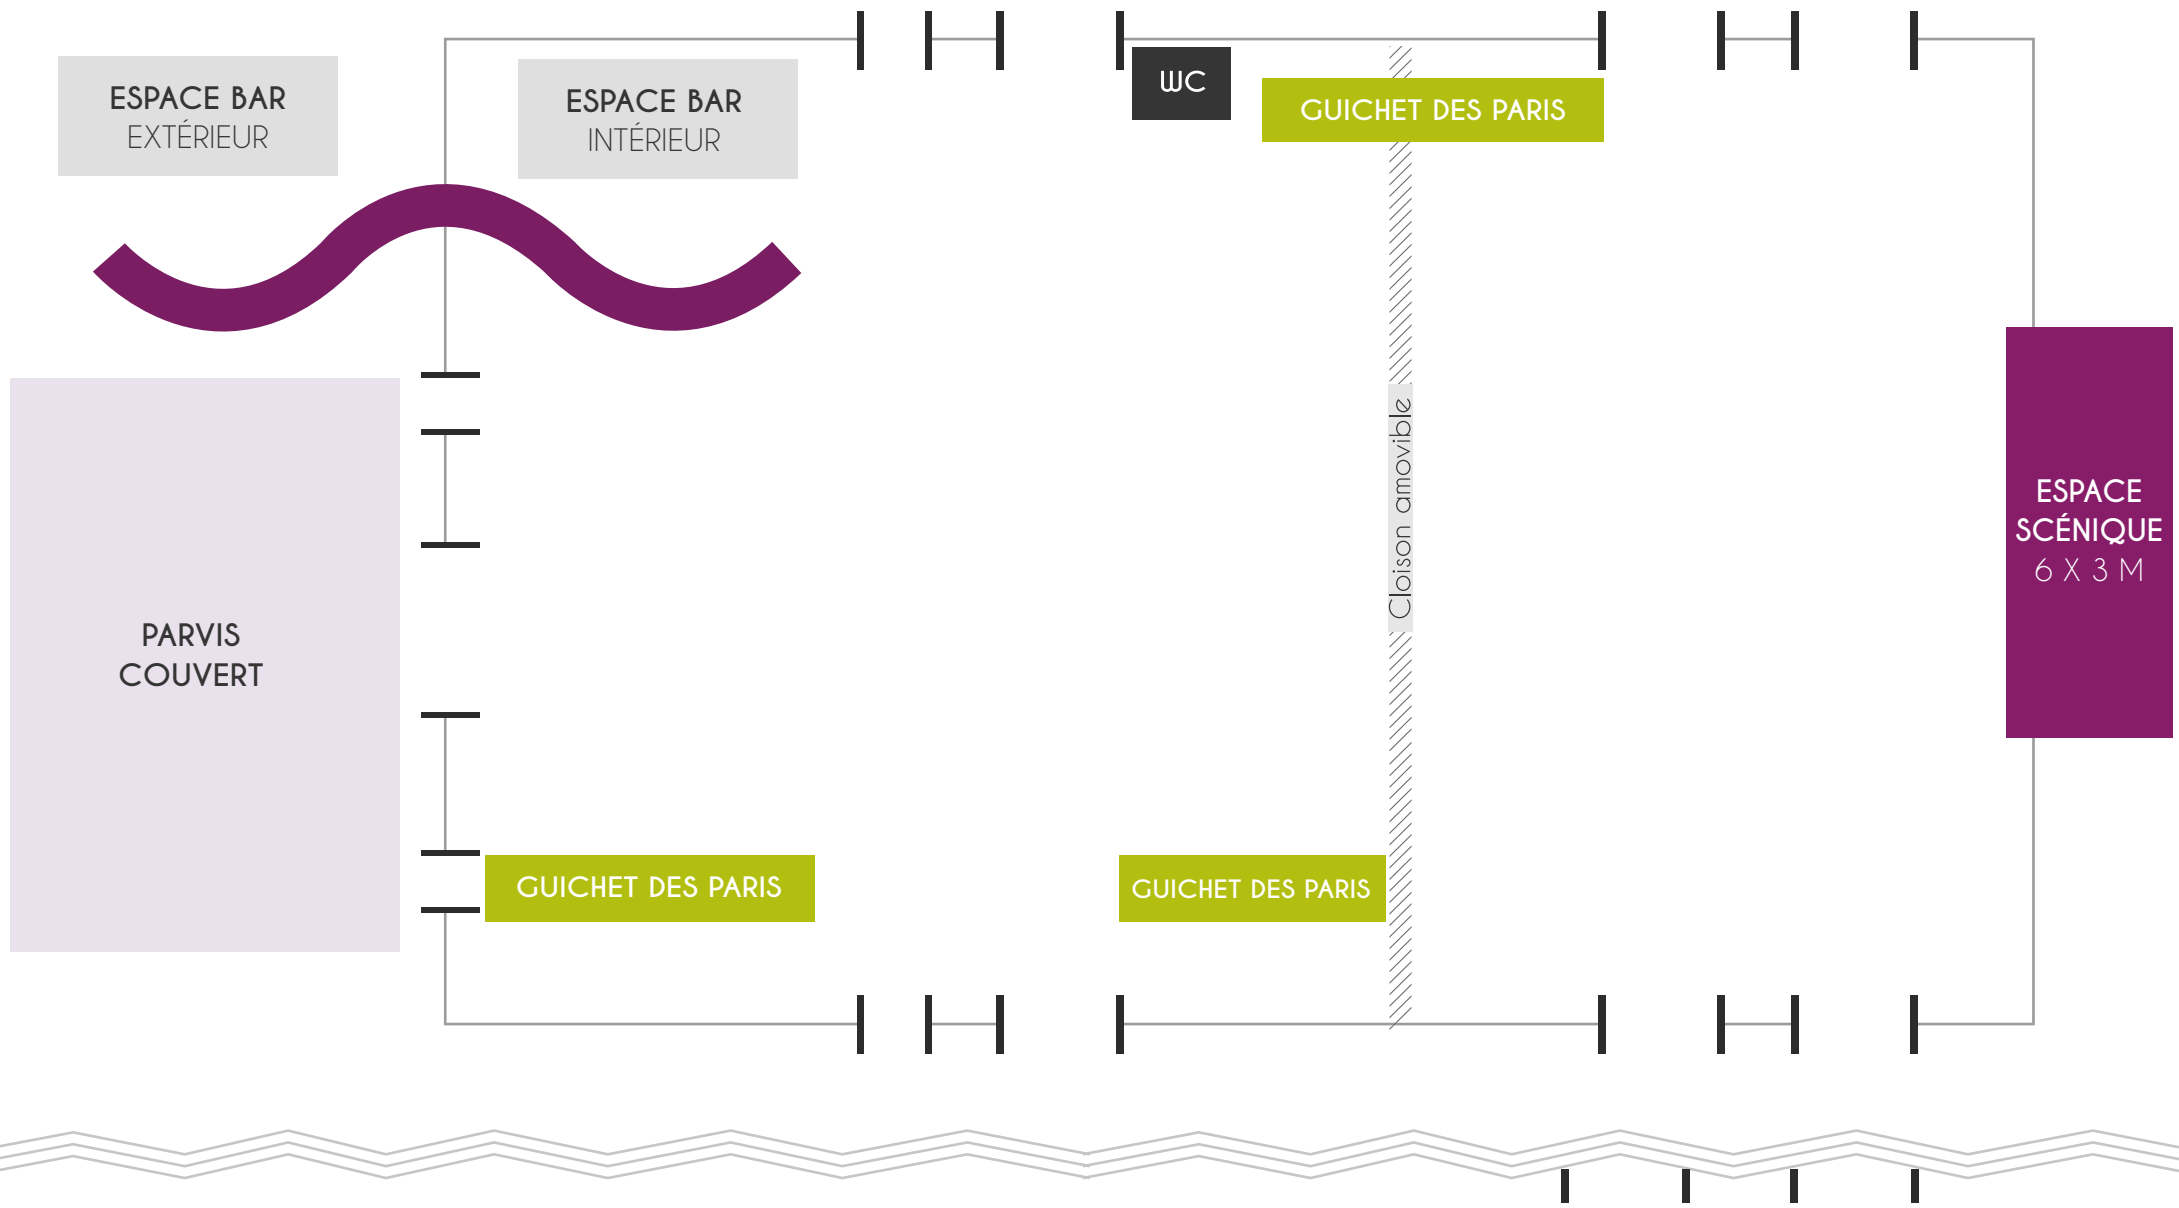 ESPACE BAR
EXTÉRIEUR
ESPACE BAR
INTÉRIEUR
WC
GUICHET DES PARIS
Cloison amovible
ESPACE
SCÉNIQUE
6 X 3 M
PARVIS
COUVERT
GUICHET DES PARIS
GUICHET DES PARIS